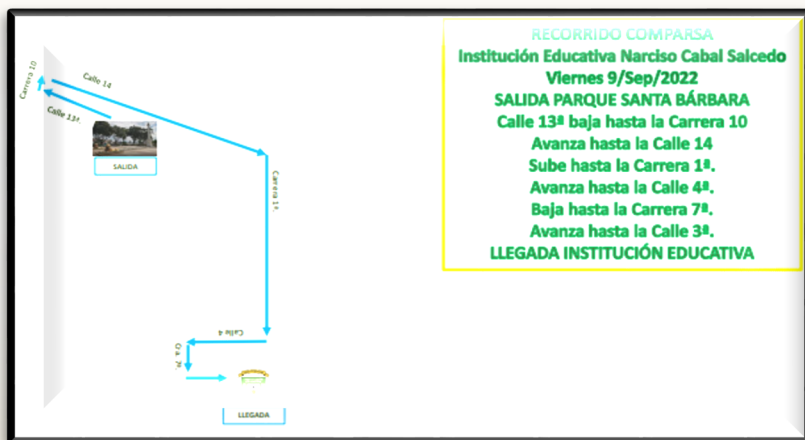 RECORRIDO COMPARSA
Institución Educativa Narciso Cabal Salcedo
Viernes 9/Sep/2022
SALIDA PARQUE SANTA BÁRBARA
Calle 13ª baja hasta la Carrera 10
Avanza hasta la Calle 14
Sube hasta la Carrera 1ª.
Avanza hasta la Calle 4ª.
Baja hasta la Carrera 7ª.
Avanza hasta la Calle 3ª.
LLEGADA INSTITUCIÓN EDUCATIVA
Carrera 10
Calle 14
Calle 13ª.
SALIDA
Carrera 1ª.
Calle 4
Cra. 7ª.
LLEGADA